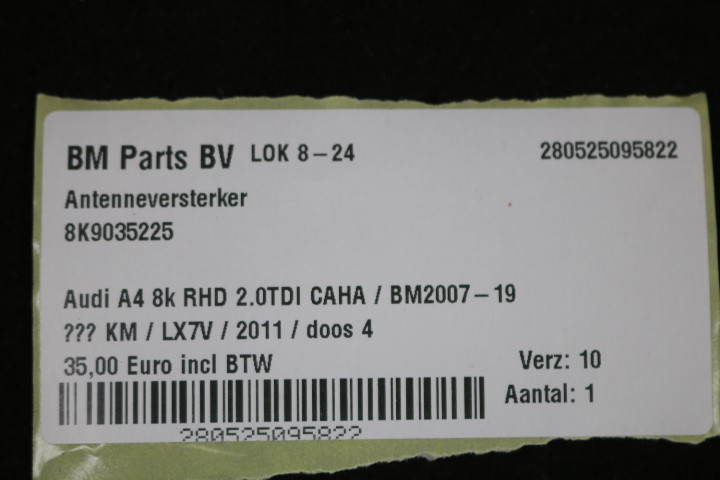 BM Parts BV LOK 8-24 280525095822
Antenneversterker
8K9035225
Audi A4 8k RHD 2.0TDI CAHA / BM2007-19
??? KM / LX7V / 2011 / doos 4
35,00 Euro incl BTW Verz: 10
Aantal: 1
280525095822